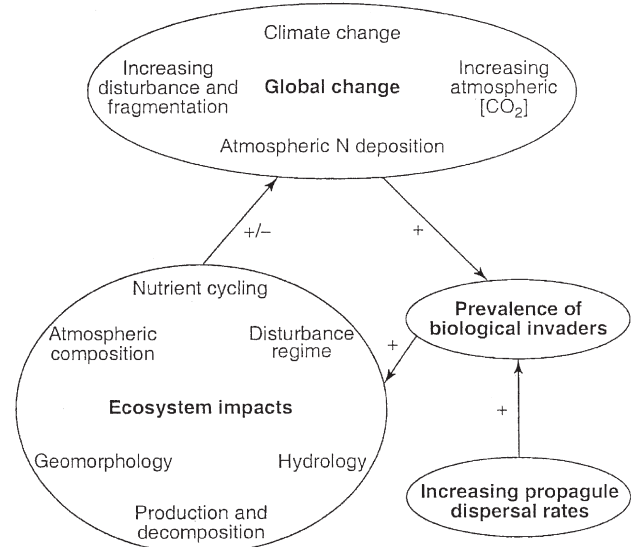 Climate change
Increasing
disturbance and
fragmentation
Global change
Increasing
atmospheric
[CO₂]
Atmospheric N deposition
+/–
+
Nutrient cycling
Atmospheric
composition
Disturbance
regime
Ecosystem impacts
Geomorphology
Hydrology
Production and
decomposition
+
Prevalence of
biological invaders
+
Increasing propagule
dispersal rates